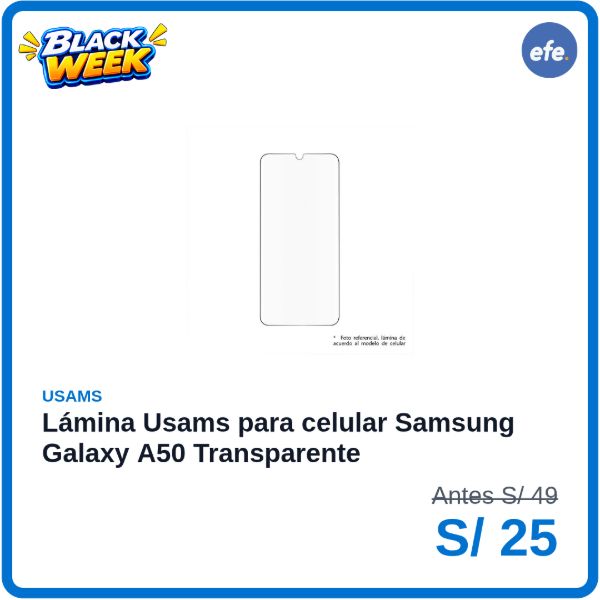 BLACK
WEEK
efe.
* Foto referencial, lámina de
acuerdo al modelo de celular
USAMS
Lámina Usams para celular Samsung
Galaxy A50 Transparente
Antes S/ 49
S/ 25